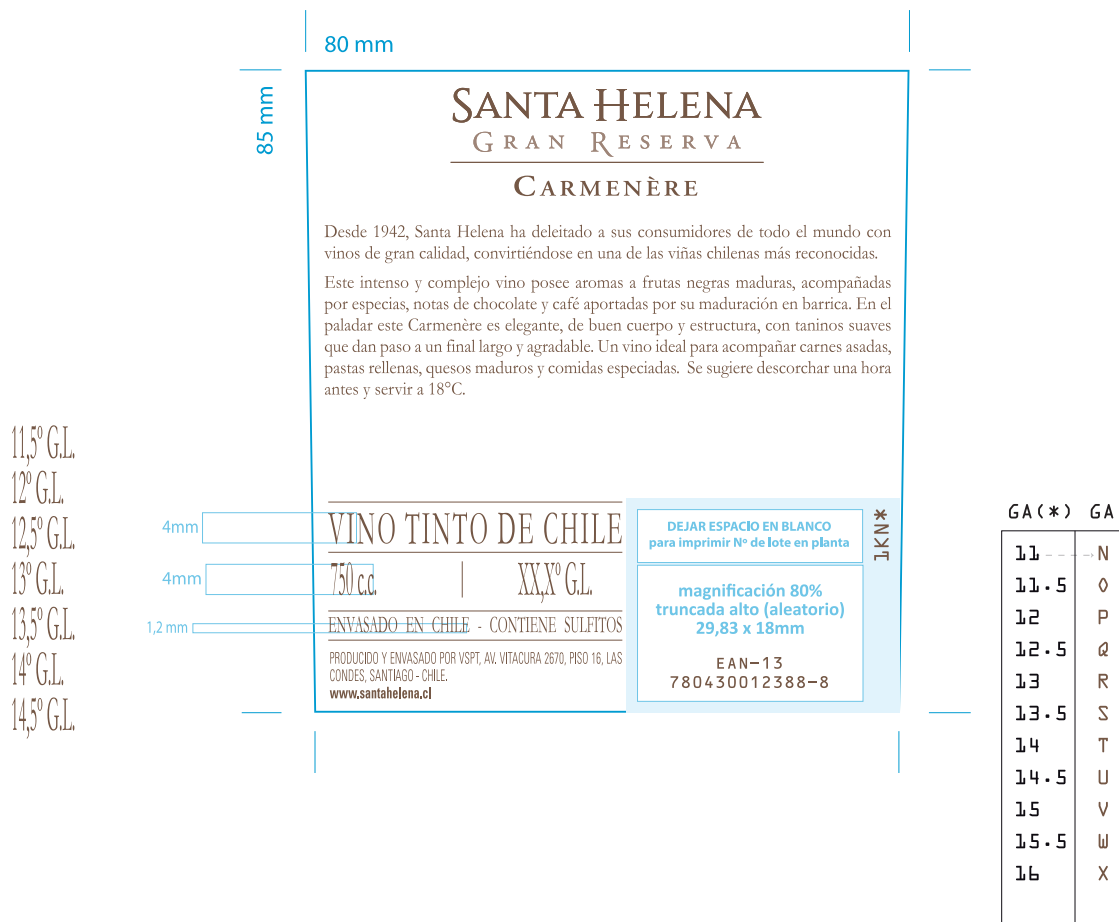 80 mm
85 mm
SANTA HELENA
GRAN RESERVA
CARMENÈRE
Desde 1942, Santa Helena ha deleitado a sus consumidores de todo el mundo con
vinos de gran calidad, convirtiéndose en una de las viñas chilenas más reconocidas.
Este intenso y complejo vino posee aromas a frutas negras maduras, acompañadas
por especias, notas de chocolate y café aportadas por su maduración en barrica. En el
paladar este Carmenère es elegante, de buen cuerpo y estructura, con taninos suaves
que dan paso a un final largo y agradable. Un vino ideal para acompañar carnes asadas,
pastas rellenas, quesos maduros y comidas especiadas. Se sugiere descorchar una hora
antes y servir a 18°C.
11,5º G.L.
12º G.L.
12,5º G.L.
13º G.L.
13,5º G.L.
14º G.L.
14,5º G.L.
4mm
VINO TINTO DE CHILE
4mm
750 c.c. | XX,Xº G.L.
1,2 mm
ENVASADO EN CHILE - CONTIENE SULFITOS
PRODUCIDO Y ENVASADO POR VSPT, AV. VITACURA 2670, PISO 16, LAS
CONDES, SANTIAGO - CHILE.
www.santahelena.cl
DEJAR ESPACIO EN BLANCO
para imprimir Nº de lote en planta
1KN*
magnificación 80%
truncada alto (aleatorio)
29,83 x 18mm
EAN-13
780430012388-8
GA(*) GA
11 N
11.5 O
12 P
12.5 Q
13 R
13.5 S
14 T
14.5 U
15 V
15.5 W
16 X